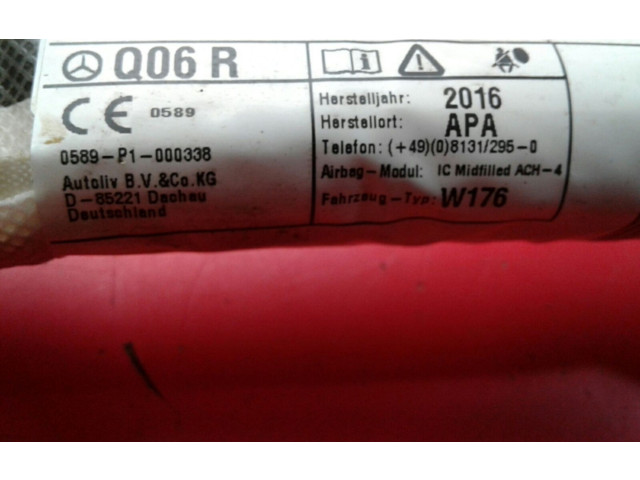 Q06 R
CE 0589
0589-P1-000338
Autoliv B.V.&Co.KG
D-85221 Dachau
Deutschland
Herstelljahr: 2016
Herstellort: APA
Telefon: (+49)(0)8131/295-0
Airbag-Modul: IC Midfilled ACH-4
Fahrzeug-Typ: W176